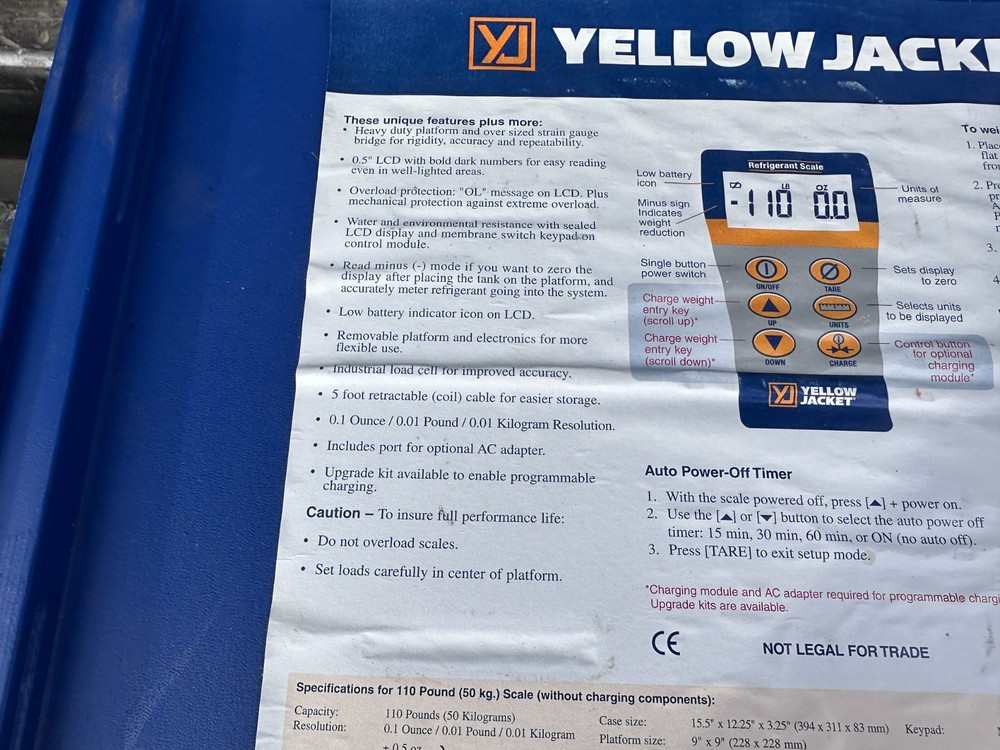 YJ YELLOW JACK
These unique features plus more:
• Heavy duty platform and over sized strain gauge
bridge for rigidity, accuracy and repeatability.
• 0.5" LCD with bold dark numbers for easy reading
even in well-lighted areas.
• Overload protection: "OL" message on LCD. Plus
mechanical protection against extreme overload.
• Water and environmental resistance with sealed
LCD display and membrane switch keypad on
control module.
• Read minus (-) mode if you want to zero the
display after placing the tank on the platform, and
accurately meter refrigerant going into the system.
• Low battery indicator icon on LCD.
• Removable platform and electronics for more
flexible use.
• Industrial load cell for improved accuracy.
• 5 foot retractable (coil) cable for easier storage.
• 0.1 Ounce / 0.01 Pound / 0.01 Kilogram Resolution.
• Includes port for optional AC adapter.
• Upgrade kit available to enable programmable
charging.
Caution – To insure full performance life:
• Do not overload scales.
• Set loads carefully in center of platform.
Low battery
icon
Minus sign
Indicates
weight
reduction
Single button
power switch
Charge weight
entry key
(scroll up)*
Charge weight
entry key
(scroll down)*
Refrigerant Scale
LB OZ
-110 0.0
ON/OFF TARE
UP UNITS
DOWN CHARGE
YJ YELLOW
JACKET
Units of
measure
Sets display
to zero
Selects units
to be displayed
Control button
for optional
charging
module*
Auto Power-Off Timer
1. With the scale powered off, press [▲] + power on.
2. Use the [▲] or [▼] button to select the auto power off
timer: 15 min, 30 min, 60 min, or ON (no auto off).
3. Press [TARE] to exit setup mode.
*Charging module and AC adapter required for programmable
Upgrade kits are available.
CE NOT LEGAL FOR TRADE
To
1.
flat
2.
3.
4.
Specifications for 110 Pound (50 kg.) Scale (without charging components):
Capacity: 110 Pounds (50 Kilograms)
Resolution: 0.1 Ounce / 0.01 Pound / 0.01 Kilogram
± 0.5 oz
Case size: 15.5" x 12.25" x 3.25" (394 x 311 x 83 mm) Keypad:
Platform size: 9" x 9" (228 x 228 mm)